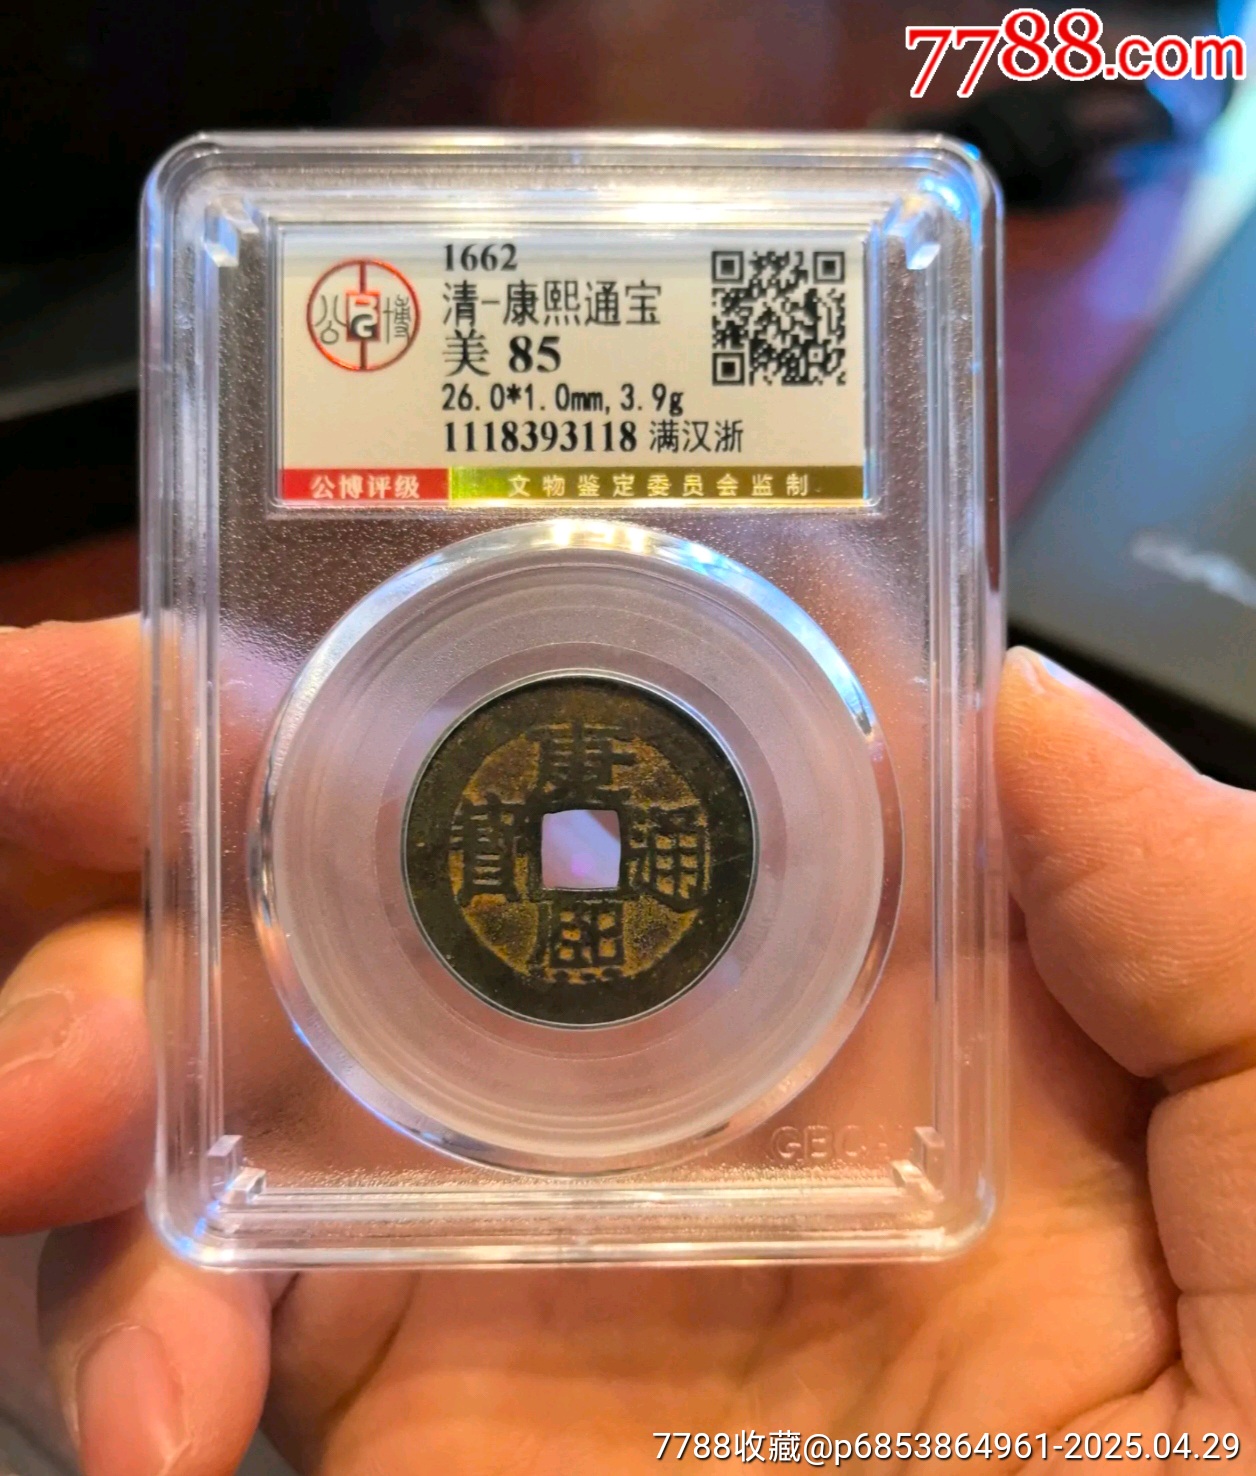 7788.com
1662
清-康熙通宝
公博
美 85
26.0*1.0mm, 3.9g
1118393118 满汉浙
公博评级 文物鉴定委员会监制
康
寶 通
熙
GBCA
7788收藏@p6853864961-2025.04.29